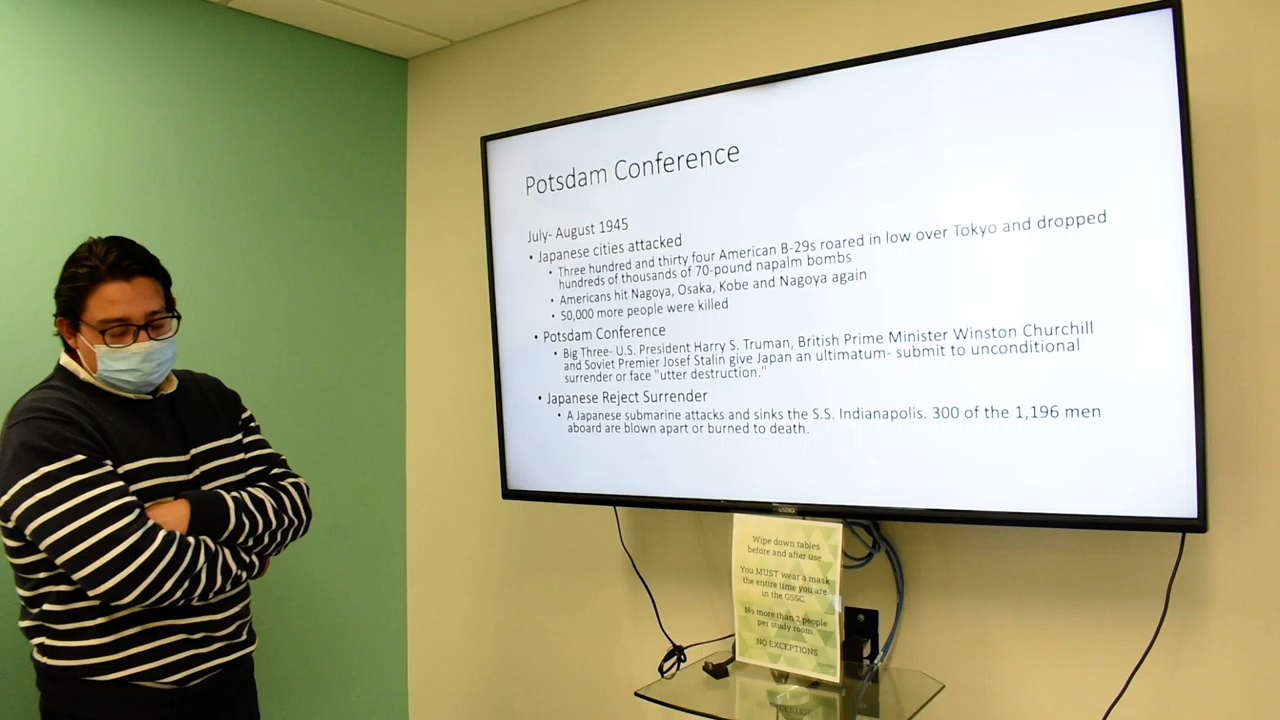 Potsdam Conference
July- August 1945
• Japanese cities attacked
• Three hundred and thirty four American B-29s roared in low over Tokyo and dropped
hundreds of thousands of 70-pound napalm bombs
• Americans hit Nagoya, Osaka, Kobe and Nagoya again
• 50,000 more people were killed
• Potsdam Conference
• Big Three- U.S. President Harry S. Truman, British Prime Minister Winston Churchill
and Soviet Premier Josef Stalin give Japan an ultimatum- submit to unconditional
surrender or face "utter destruction."
• Japanese Reject Surrender
• A Japanese submarine attacks and sinks the S.S. Indianapolis. 300 of the 1,196 men
aboard are blown apart or burned to death.
VIZIO
Wipe down tables
before and after use.
You MUST wear a mask
the entire time you are
in the GSSC.
No more than 2 people
per study room.
NO EXCEPTIONS